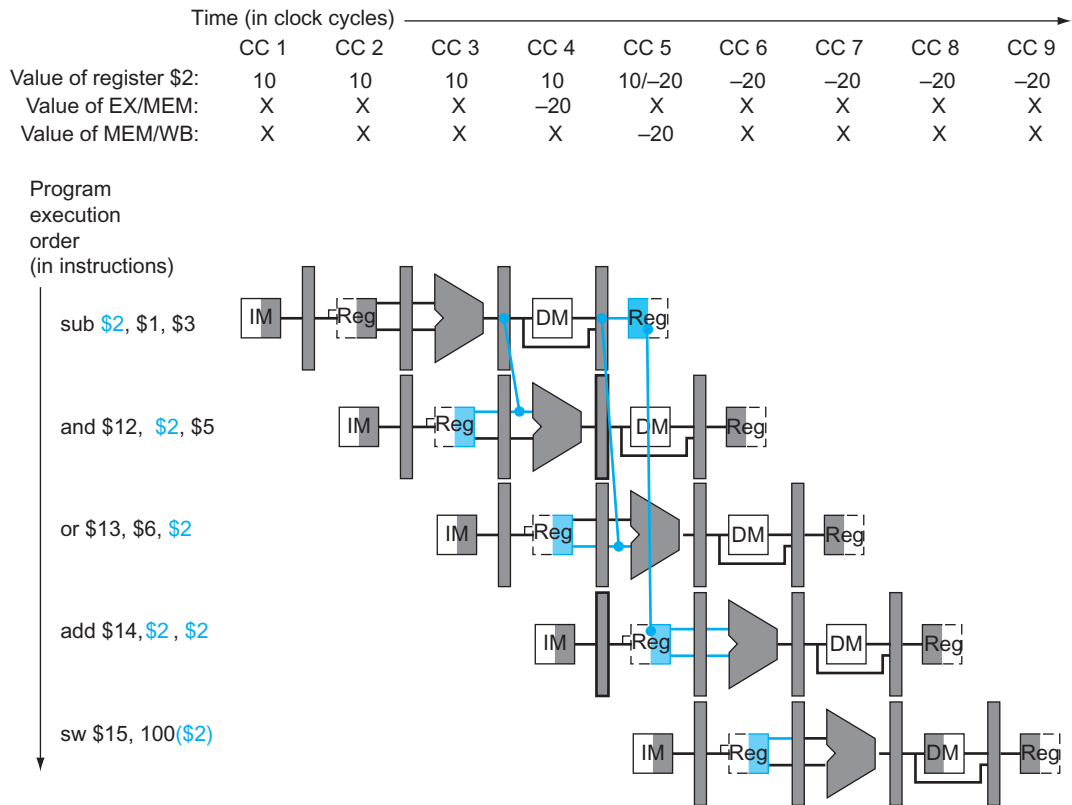 Time (in clock cycles)
CC 1 CC 2 CC 3 CC 4 CC 5 CC 6 CC 7 CC 8 CC 9
Value of register $2: 10 10 10 10 10/–20 –20 –20 –20 –20
Value of EX/MEM: X X X –20 X X X X X
Value of MEM/WB: X X X X –20 X X X X
Program
execution
order
(in instructions)
sub $2, $1, $3
IM Reg DM Reg
and $12, $2, $5
IM Reg DM Reg
or $13, $6, $2
IM Reg DM Reg
add $14, $2 , $2
IM Reg DM Reg
sw $15, 100($2)
IM Reg DM Reg